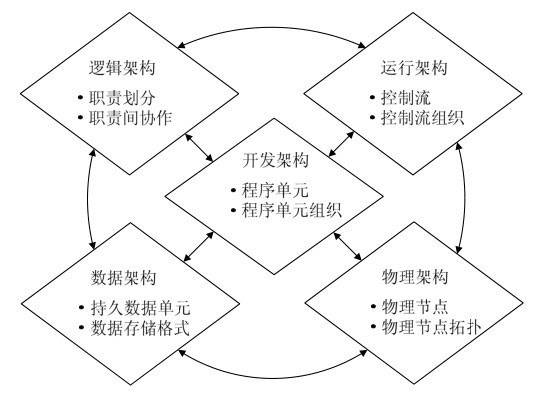 逻辑架构
• 职责划分
• 职责间协作
运行架构
• 控制流
• 控制流组织
开发架构
• 程序单元
• 程序单元组织
数据架构
• 持久数据单元
• 数据存储格式
物理架构
• 物理节点
• 物理节点拓扑